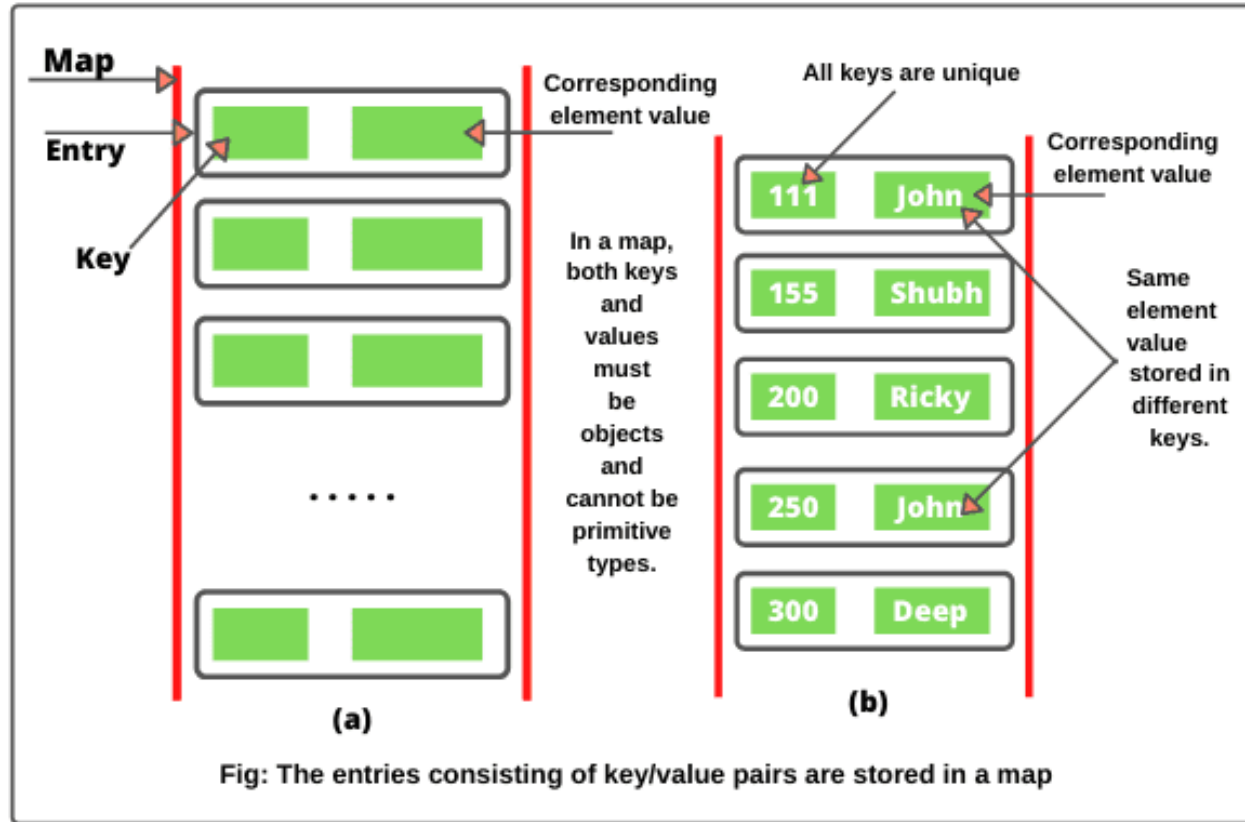 Map
Entry
Key
Corresponding
element value
In a map,
both keys
and
values
must
be
objects
and
cannot be
primitive
types.
.....
(a)
All keys are unique
Corresponding
element value
111 John
155 Shubh
200 Ricky
250 John
300 Deep
Same
element
value
stored in
different
keys.
(b)
Fig: The entries consisting of key/value pairs are stored in a map